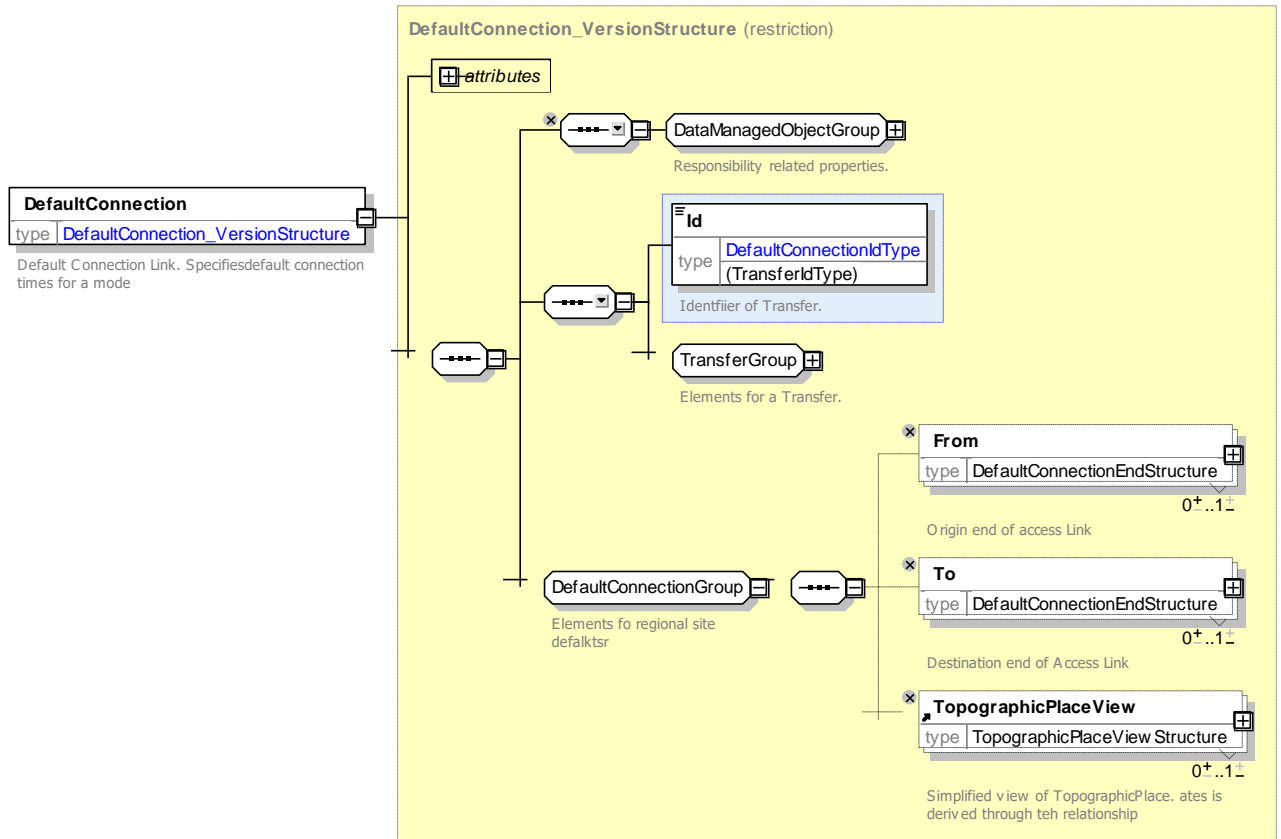 DefaultConnection_VersionStructure (restriction)
attributes
DataManagedObjectGroup
Responsibility related properties.
DefaultConnection
type DefaultConnection_VersionStructure
Default Connection Link. Specifiesdefault connection
times for a mode
Id
type DefaultConnectionIdType
(TransferIdType)
Identfiier of Transfer.
TransferGroup
Elements for a Transfer.
From
type DefaultConnectionEndStructure
0..1
Origin end of access Link
To
type DefaultConnectionEndStructure
0..1
Destination end of Access Link
DefaultConnectionGroup
Elements fo regional site
defalktsr
TopographicPlaceView
type TopographicPlaceView Structure
0..1
Simplified view of TopographicPlace. ates is
derived through teh relationship